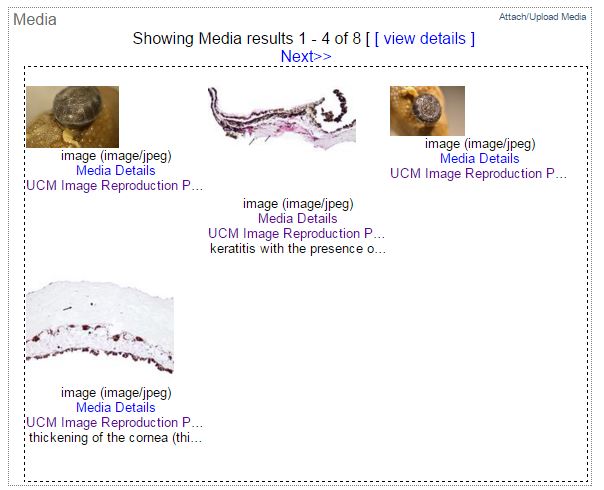 Media
Attach/Upload Media
Showing Media results 1 - 4 of 8 [ [ view details ]
Next>>
image (image/jpeg)
Media Details
UCM Image Reproduction P…
image (image/jpeg)
Media Details
UCM Image Reproduction P…
keratitis with the presence o…
image (image/jpeg)
Media Details
UCM Image Reproduction P…
image (image/jpeg)
Media Details
UCM Image Reproduction P…
thickening of the cornea (thi…